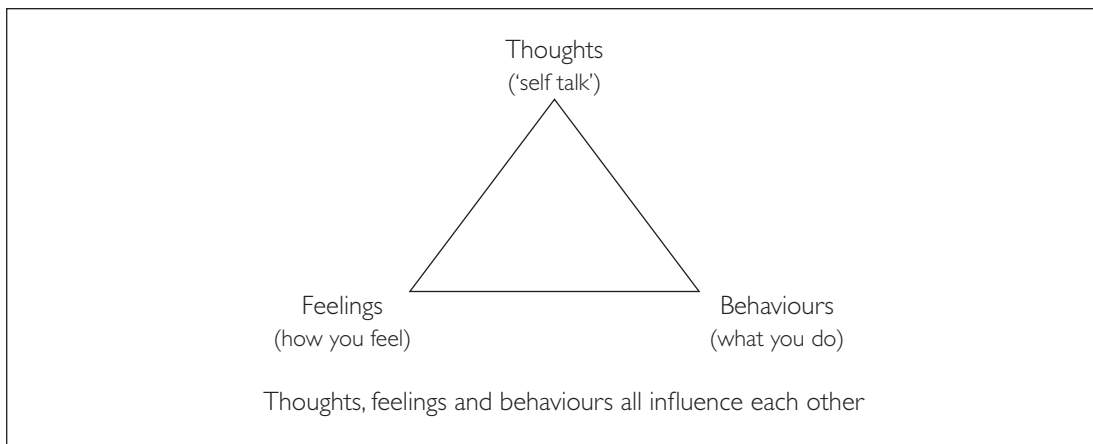 Thoughts
(‘self talk’)
Feelings
(how you feel)
Behaviours
(what you do)
Thoughts, feelings and behaviours all influence each other